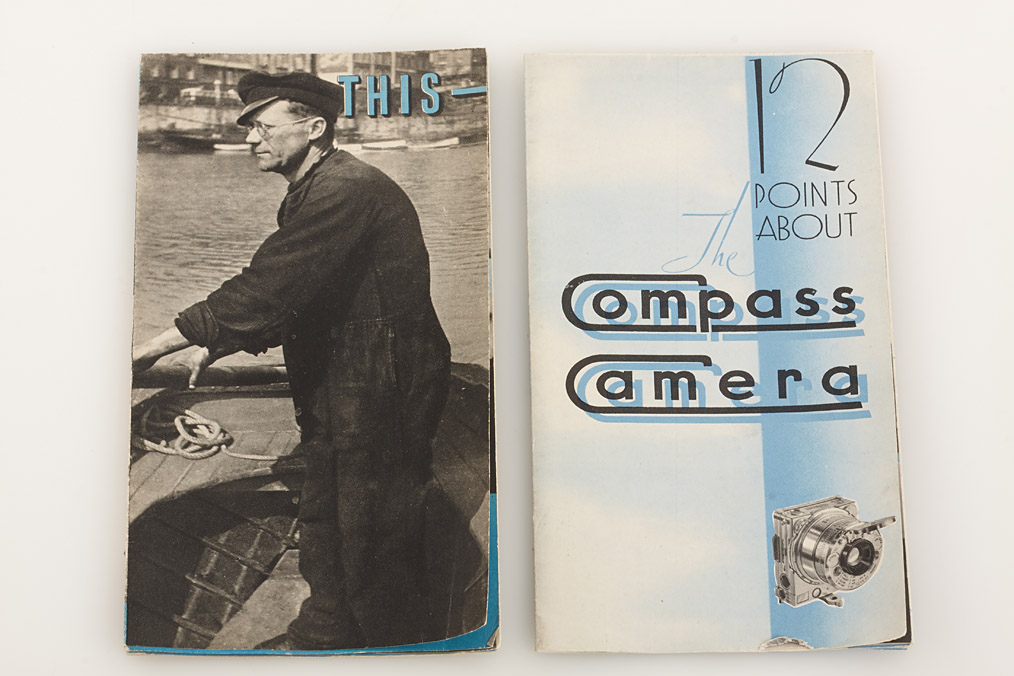 THIS—
12
POINTS
ABOUT
The
Compass
Camera